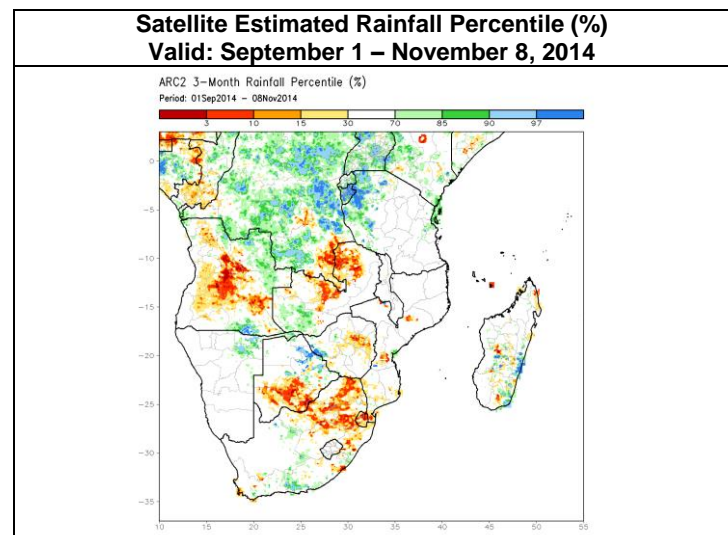 Satellite Estimated Rainfall Percentile (%)
Valid: September 1 – November 8, 2014
ARC2 3-Month Rainfall Percentile (%)
Period: 01Sep2014 – 08Nov2014
3 10 15 30 70 85 90 97
0
-5
-10
-15
-20
-25
-30
-35
10 15 20 25 30 35 40 45 50 55